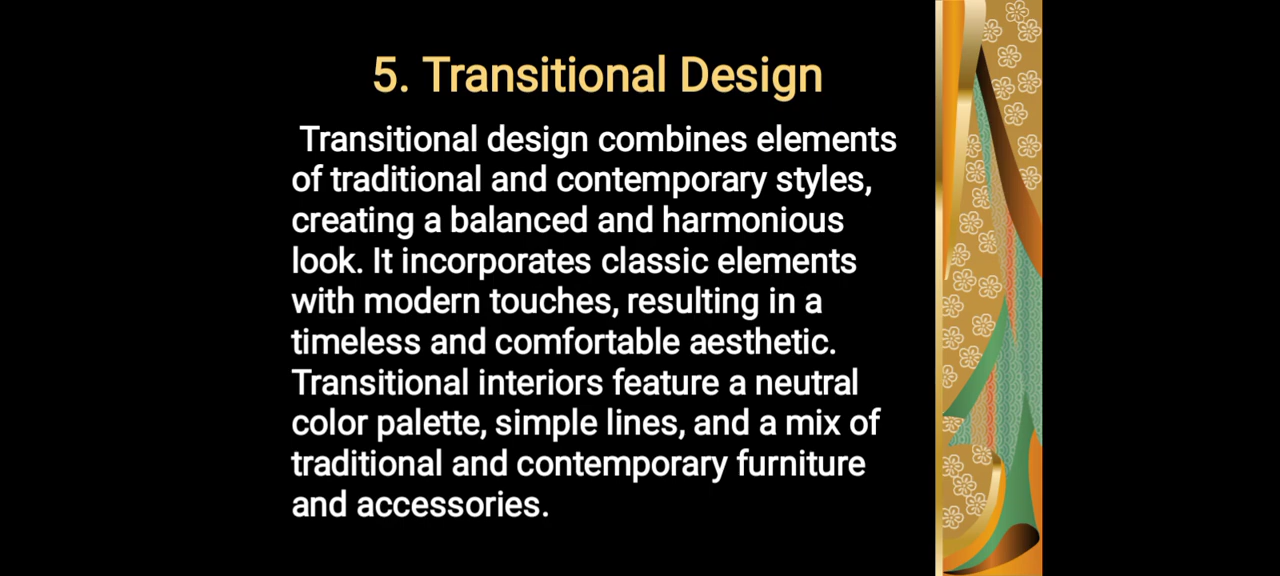 5. Transitional Design
Transitional design combines elements
of traditional and contemporary styles,
creating a balanced and harmonious
look. It incorporates classic elements
with modern touches, resulting in a
timeless and comfortable aesthetic.
Transitional interiors feature a neutral
color palette, simple lines, and a mix of
traditional and contemporary furniture
and accessories.